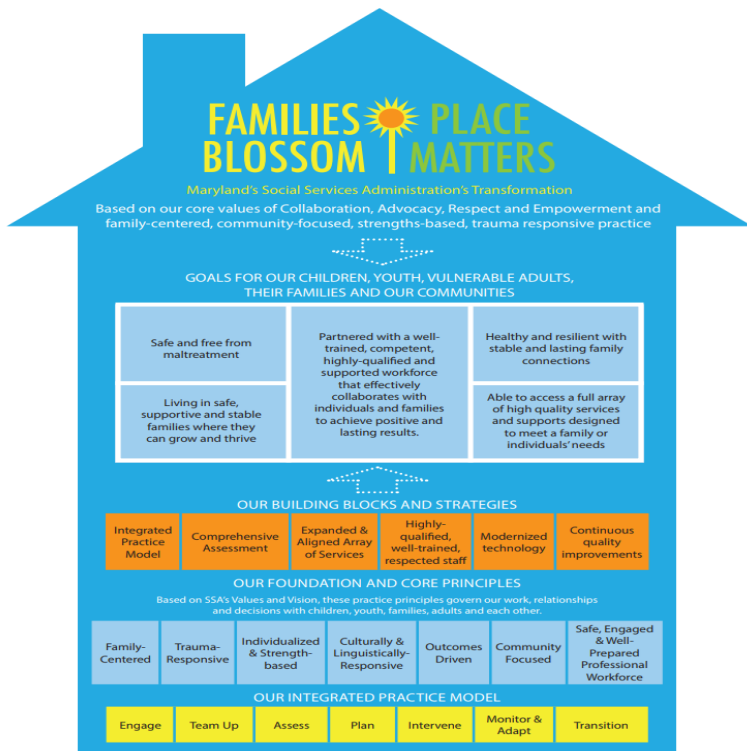 FAMILIES BLOSSOM
PLACE MATTERS
Maryland's Social Services Administration's Transformation
Based on our core values of Collaboration, Advocacy, Respect and Empowerment and
family-centered, community-focused, strengths-based, trauma responsive practice
GOALS FOR OUR CHILDREN, YOUTH, VULNERABLE ADULTS,
THEIR FAMILIES AND OUR COMMUNITIES
Safe and free from
maltreatment
Living in safe,
supportive and stable
families where they
can grow and thrive
Partnered with a well-
trained, competent,
highly-qualified and
supported workforce
that effectively
collaborates with
individuals and families
to achieve positive and
lasting results.
Healthy and resilient with
stable and lasting family
connections
Able to access a full array
of high quality services
and supports designed
to meet a family or
individuals' needs
OUR BUILDING BLOCKS AND STRATEGIES
Integrated
Practice
Model
Comprehensive
Assessment
Expanded &
Aligned Array
of Services
Highly-
qualified,
well-trained,
respected staff
Modernized
technology
Continuous
quality
improvements
OUR FOUNDATION AND CORE PRINCIPLES
Based on SSA's Values and Vision, these practice principles govern our work, relationships
and decisions with children, youth, families, adults and each other.
Family-
Centered
Trauma-
Responsive
Individualized
& Strength-
based
Culturally &
Linguistically-
Responsive
Outcomes
Driven
Community
Focused
Safe, Engaged
& Well-
Prepared
Professional
Workforce
OUR INTEGRATED PRACTICE MODEL
Engage
Team Up
Assess
Plan
Intervene
Monitor &
Adapt
Transition